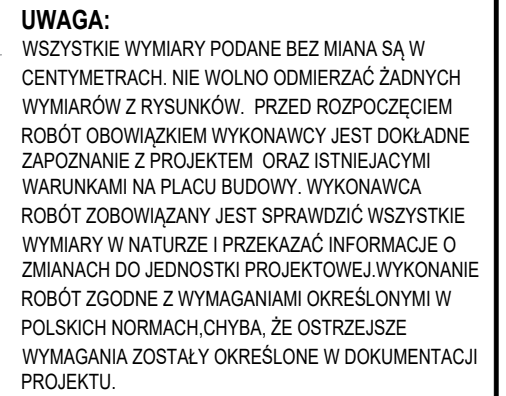 UWAGA:
WSZYSTKIE WYMIARY PODANE BEZ MIANA SĄ W
CENTYMETRACH. NIE WOLNO ODMIERZAĆ ŻADNYCH
WYMIARÓW Z RYSUNKÓW. PRZED ROZPOCZĘCIEM
ROBÓT OBOWIĄZKIEM WYKONAWCY JEST DOKŁADNE
ZAPOZNANIE Z PROJEKTEM ORAZ ISTNIEJACYMI
WARUNKAMI NA PLACU BUDOWY. WYKONAWCA
ROBÓT ZOBOWIĄZANY JEST SPRAWDZIĆ WSZYSTKIE
WYMIARY W NATURZE I PRZEKAZAĆ INFORMACJE O
ZMIANACH DO JEDNOSTKI PROJEKTOWEJ.WYKONANIE
ROBÓT ZGODNE Z WYMAGANIAMI OKREŚLONYMI W
POLSKICH NORMACH,CHYBA, ŻE OSTRZEJSZE
WYMAGANIA ZOSTAŁY OKREŚLONE W DOKUMENTACJI
PROJEKTU.